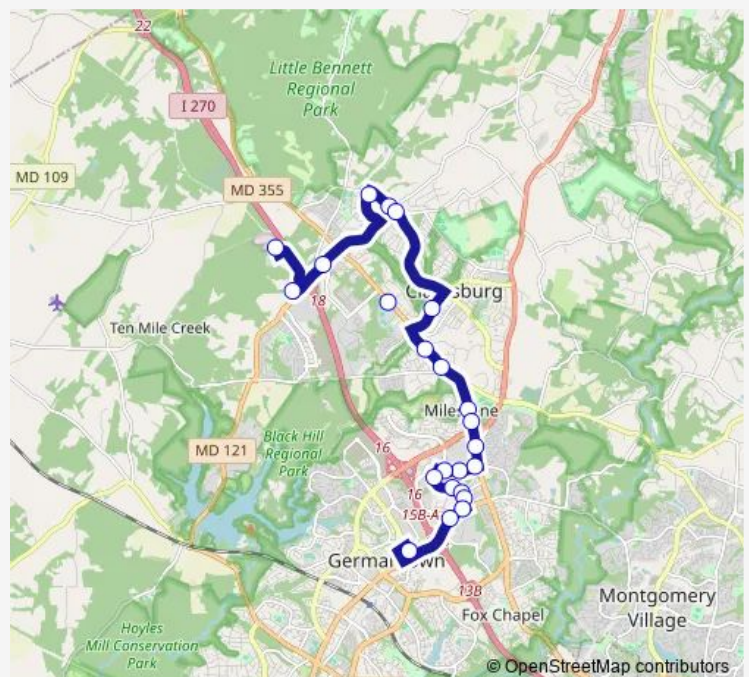 22
Little Bennett
Regional
Park
I 270
MD 109
MD 355
18
Clarksburg
Ten Mile Creek
Milestone
MD 121
Black Hill
Regional
Park
16
16
15B-A
Germantown
13B
Fox Chapel
Montgomery
Village
Hoyles
Mill Conservation
Park
© OpenStreetMap contributors